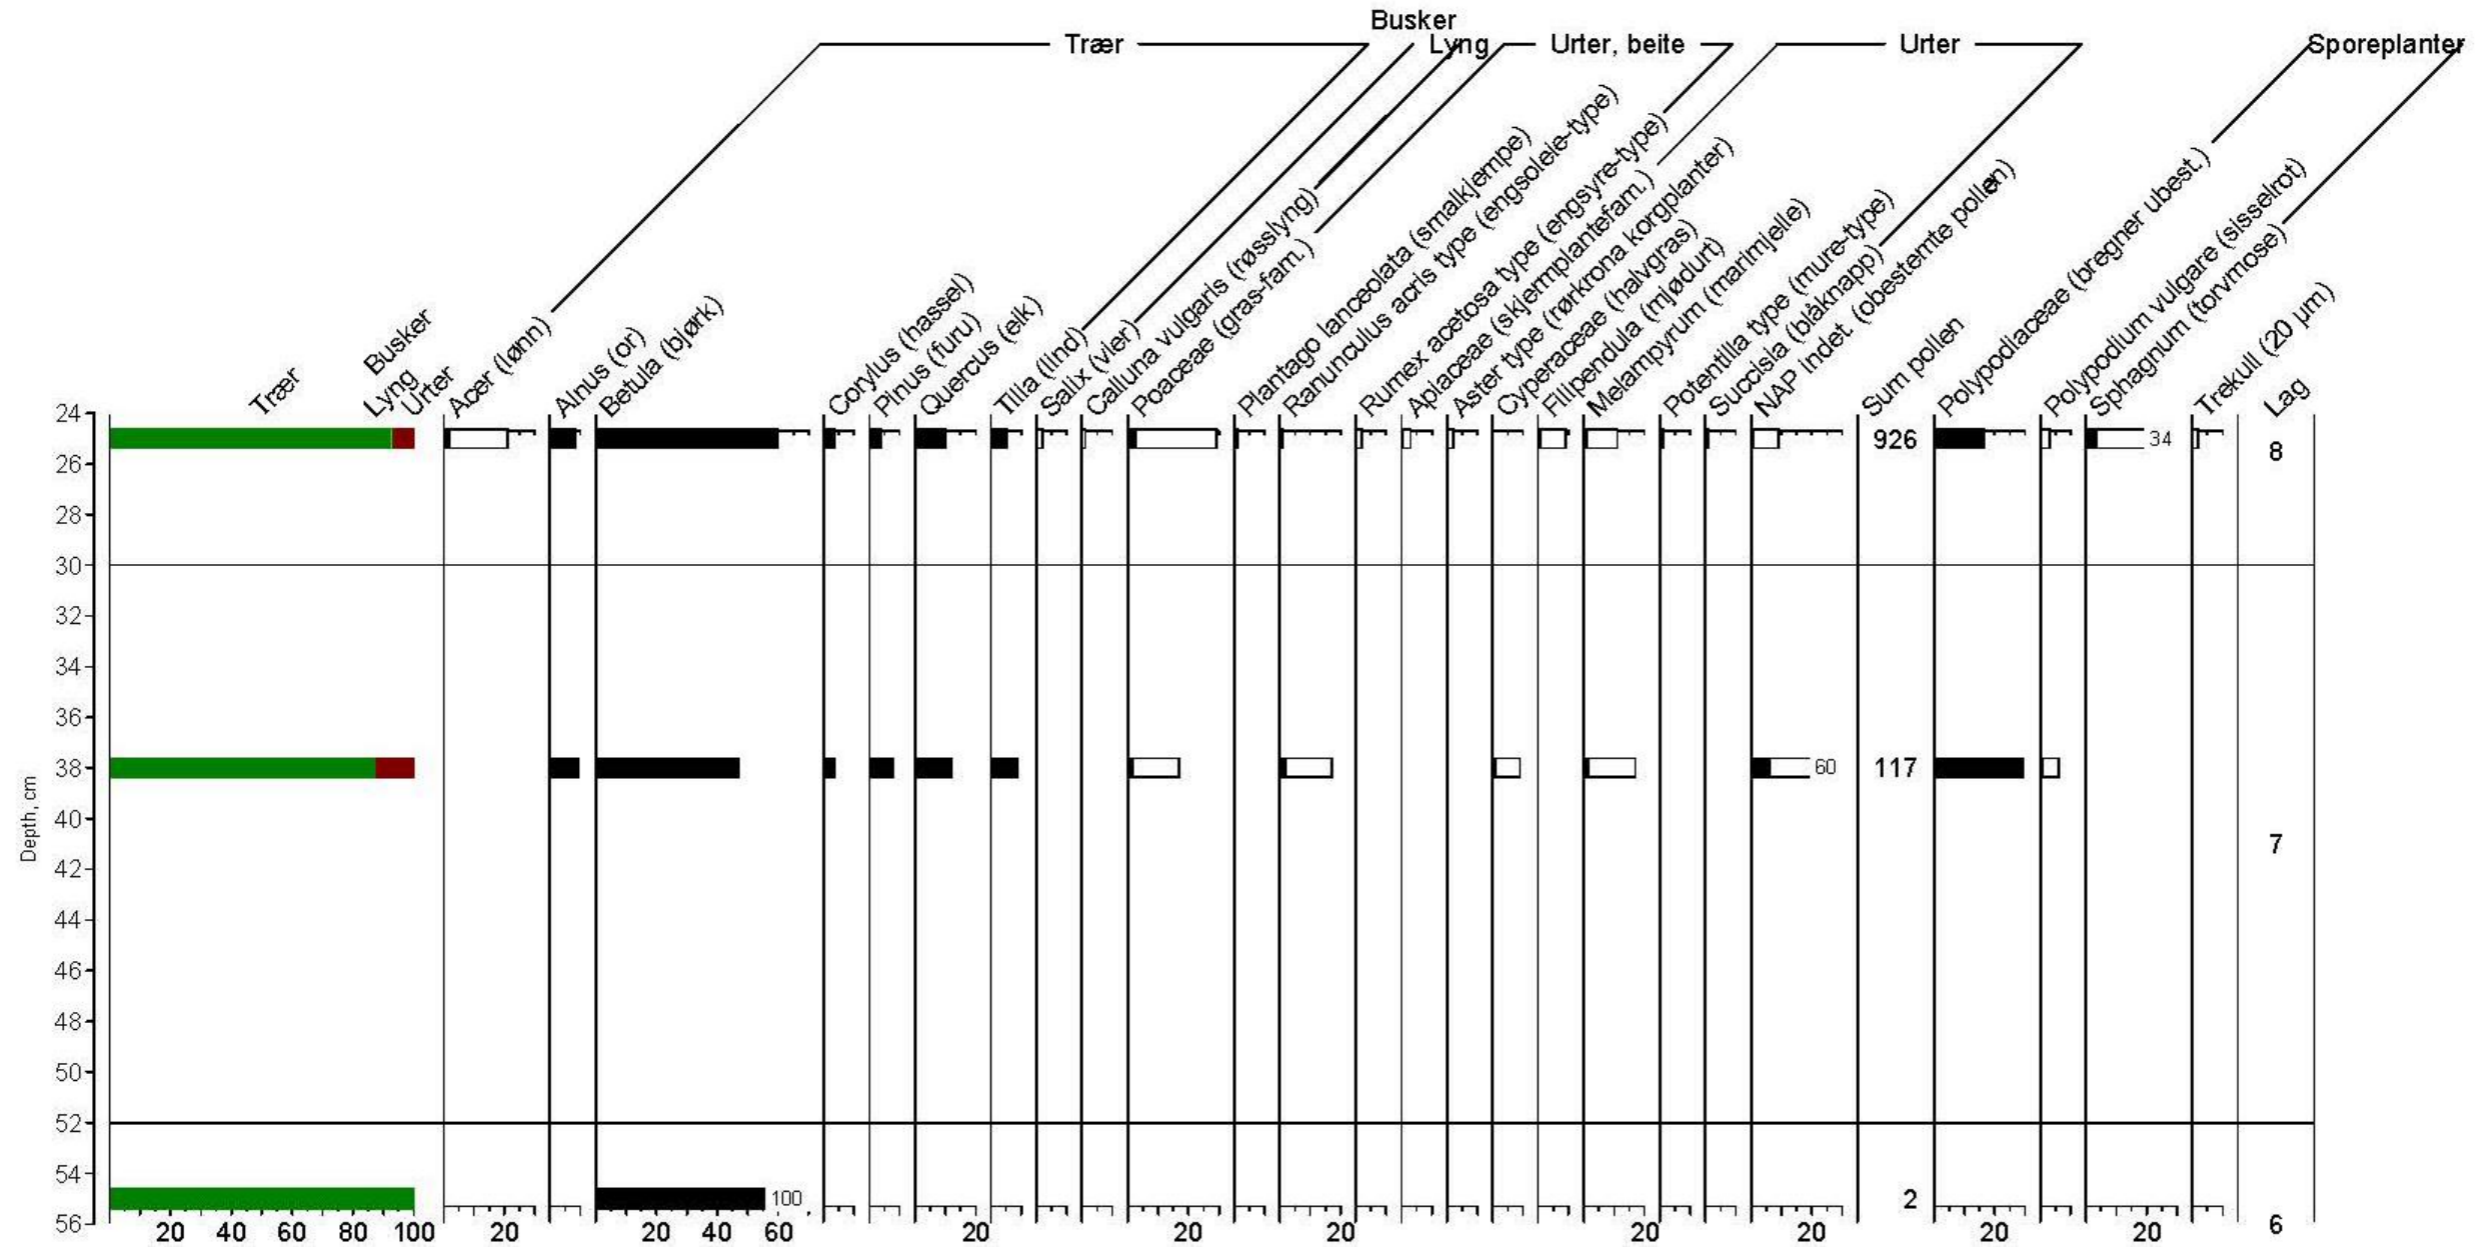 Busker
Trær
Lyng
Urter, beite
Urter
Sporeplanter
Trær
Busker
Lyng
Urter
Acer (lønn)
Alnus (or)
Betula (bjørk)
Corylus (hassel)
Pinus (furu)
Quercus (eik)
Tilia (lind)
Salix (vier)
Calluna vulgaris (røsslyng)
Poaceae (gras-fam.)
Plantago lanceolata (smalkjempe)
Ranunculus acris type (engsoleie-type)
Rumex acetosa type (engsyre-type)
Apiaceae (skjermplantefam.)
Aster type (rørkrona korgplanter)
Cyperaceae (halvgras)
Filipendula (mjødurt)
Melampyrum (marimjelle)
Potentilla type (mure-type)
Succisla (blåknapp)
NAP indet. (obestemte pollen)
Sum pollen
Polypodiaceae (bregner ubest.)
Polypodium vulgare (sisselrot)
Sphagnum (torvmose)
Trekull (20 µm)
Lag
24
926
34
26
8
28
30
32
34
36
38
60
117
40
Depth, cm
42
7
44
46
48
50
52
54
100
2
56
6
20 40 60 80 100 20 20 40 60 20 20 20 20 20 20 20